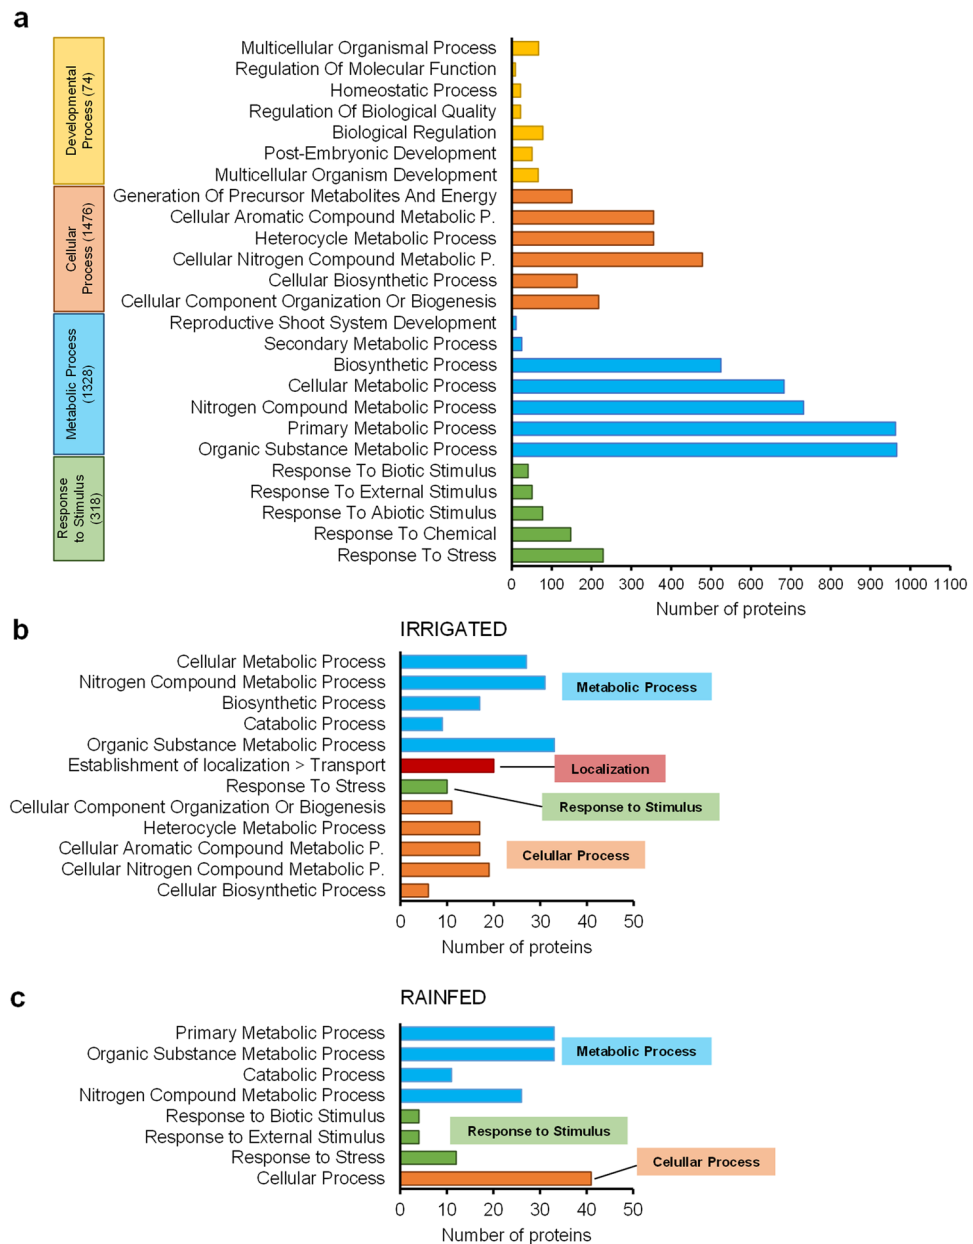 a
Developmental
Process (74)
Cellular
Process (1476)
Metabolic Process
(1328)
Response
to Stimulus
(318)
Multicellular Organismal Process
Regulation Of Molecular Function
Homeostatic Process
Regulation Of Biological Quality
Biological Regulation
Post-Embryonic Development
Multicellular Organism Development
Generation Of Precursor Metabolites And Energy
Cellular Aromatic Compound Metabolic P.
Heterocycle Metabolic Process
Cellular Nitrogen Compound Metabolic P.
Cellular Biosynthetic Process
Cellular Component Organization Or Biogenesis
Reproductive Shoot System Development
Secondary Metabolic Process
Biosynthetic Process
Cellular Metabolic Process
Nitrogen Compound Metabolic Process
Primary Metabolic Process
Organic Substance Metabolic Process
Response To Biotic Stimulus
Response To External Stimulus
Response To Abiotic Stimulus
Response To Chemical
Response To Stress
0 100 200 300 400 500 600 700 800 900 1000 1100
Number of proteins
b
IRRIGATED
Cellular Metabolic Process
Nitrogen Compound Metabolic Process
Metabolic Process
Biosynthetic Process
Catabolic Process
Organic Substance Metabolic Process
Establishment of localization > Transport
Localization
Response To Stress
Response to Stimulus
Cellular Component Organization Or Biogenesis
Heterocycle Metabolic Process
Cellular Aromatic Compound Metabolic P.
Celullar Process
Cellular Nitrogen Compound Metabolic P.
Cellular Biosynthetic Process
0 10 20 30 40 50
Number of proteins
c
RAINFED
Primary Metabolic Process
Organic Substance Metabolic Process
Metabolic Process
Catabolic Process
Nitrogen Compound Metabolic Process
Response to Biotic Stimulus
Response to Stimulus
Response to External Stimulus
Response to Stress
Celullar Process
Cellular Process
0 10 20 30 40 50
Number of proteins